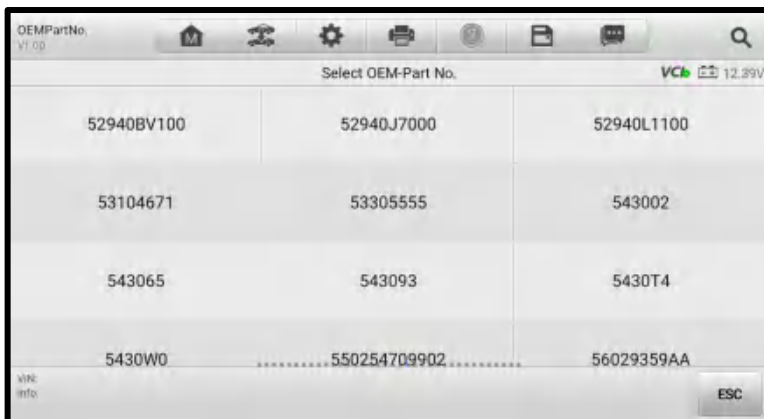 OEMPartNo.
V1.00
M
Select OEM-Part No.
VCI 12.39V
52940BV100 52940J7000 52940L1100
53104671 53305555 543002
543065 543093 5430T4
5430W0 550254709902 56029359AA
VIN:
Info:
ESC